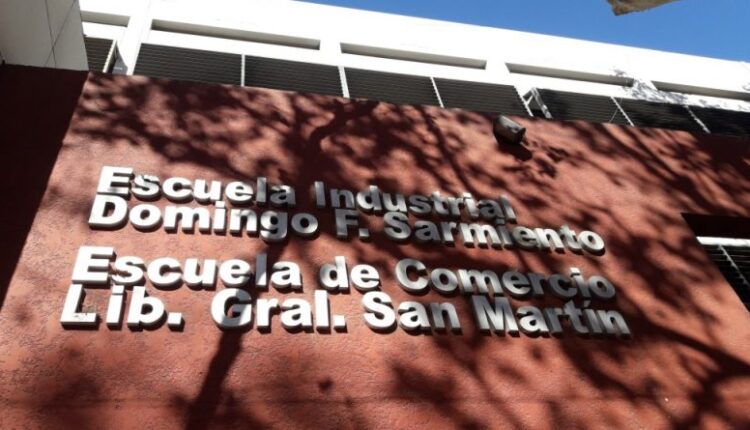 Escuela Industrial
Domingo F. Sarmiento
Escuela de Comercio
Lib. Gral. San Martín